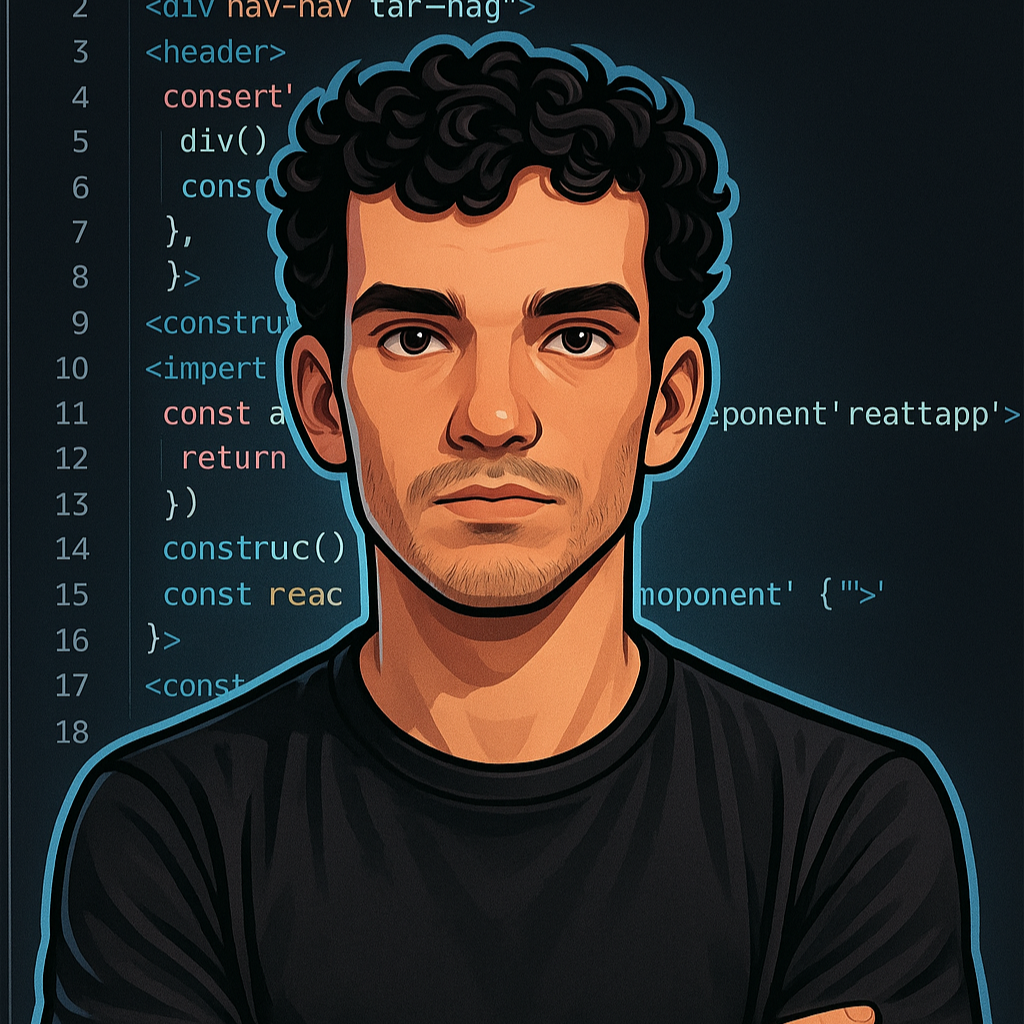 2 <div nav-nav tar-nag">
3 <header>
4 consert'
5 div()
6 cons
7 },
8 }>
9 <constru
10 <impert
11 const a eponent'reattapp'>
12 return
13 })
14 construc()
15 const reac moponent' {"'>'
16 }>
17 <const
18